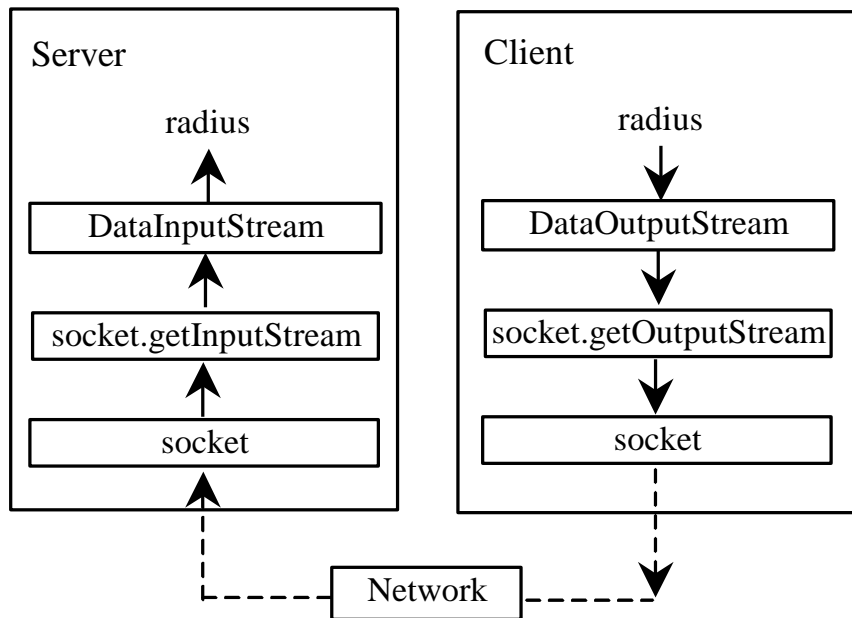 Server
radius
DataInputStream
socket.getInputStream
socket
Client
radius
DataOutputStream
socket.getOutputStream
socket
Network